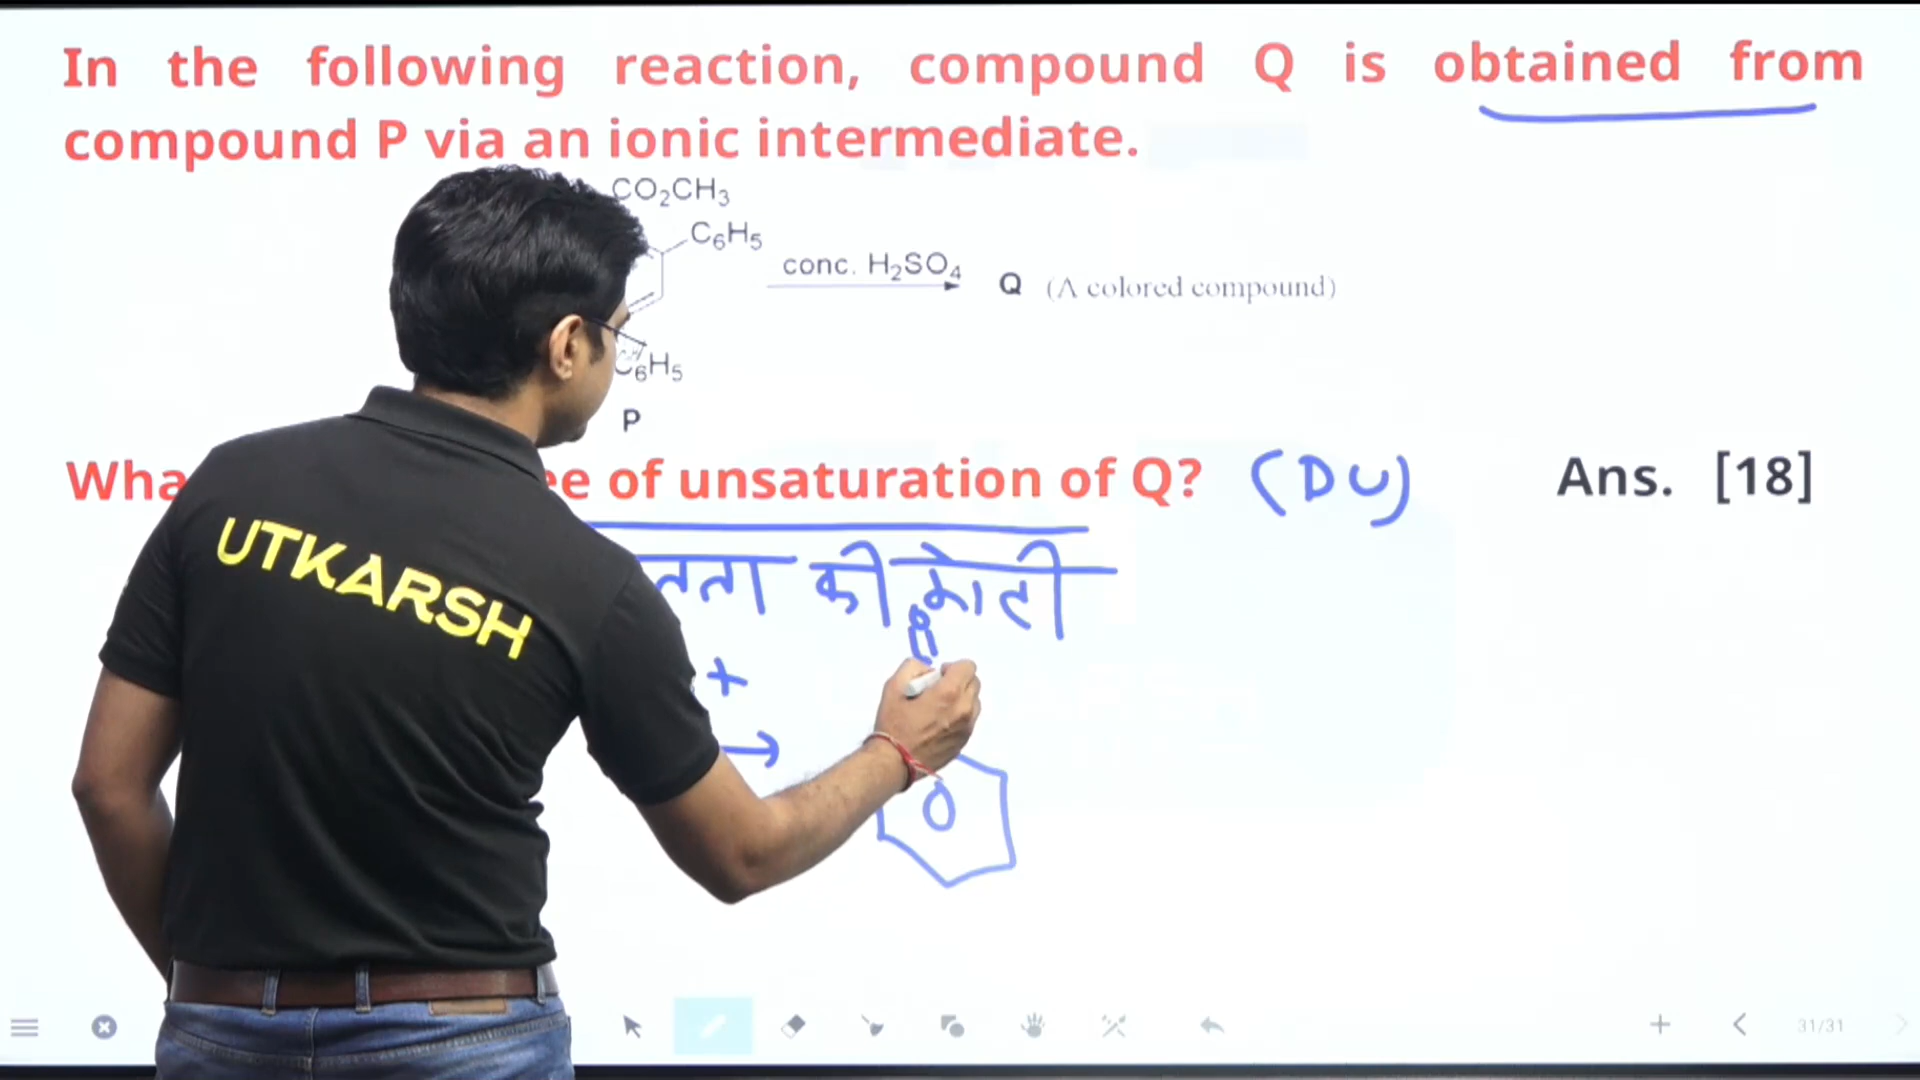 In the following reaction, compound Q is obtained from
compound P via an ionic intermediate.
CO₂CH₃
C₆H₅
conc. H₂SO₄
Q (A colored compound)
C₆H₅
P
of unsaturation of Q? (DU) Ans. [18]
की कोटी
+
→
UTKARSH
31/31